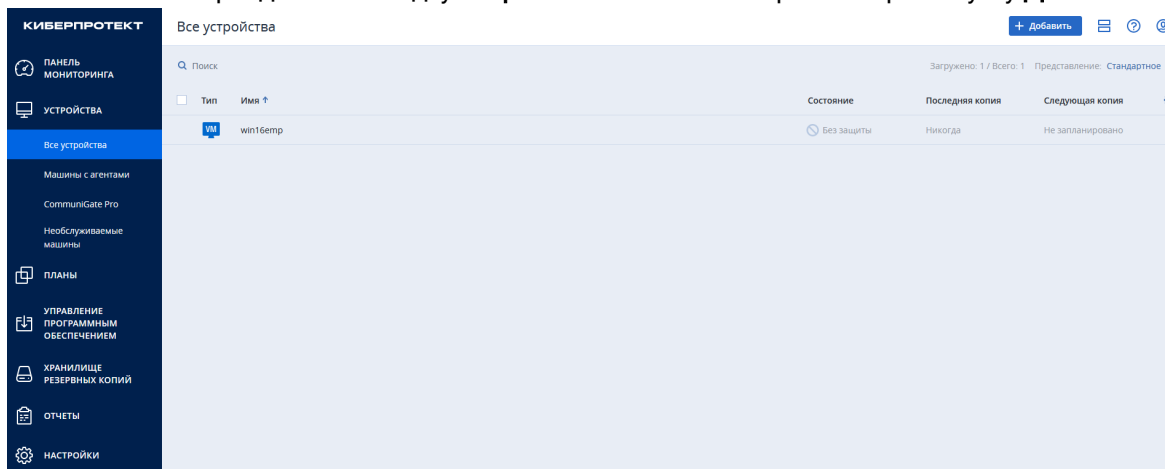 КИБЕРПРОТЕКТ
Все устройства
+ Добавить
Поиск
Загружено: 1 / Всего: 1 Представление: Стандартное
Тип Имя ↑ Состояние Последняя копия Следующая копия
VM win16emp Без защиты Никогда Не запланировано
ПАНЕЛЬ
МОНИТОРИНГА
УСТРОЙСТВА
Все устройства
Машины с агентами
CommuniGate Pro
Необслуживаемые
машины
ПЛАНЫ
УПРАВЛЕНИЕ
ПРОГРАММНЫМ
ОБЕСПЕЧЕНИЕМ
ХРАНИЛИЩЕ
РЕЗЕРВНЫХ КОПИЙ
ОТЧЕТЫ
НАСТРОЙКИ